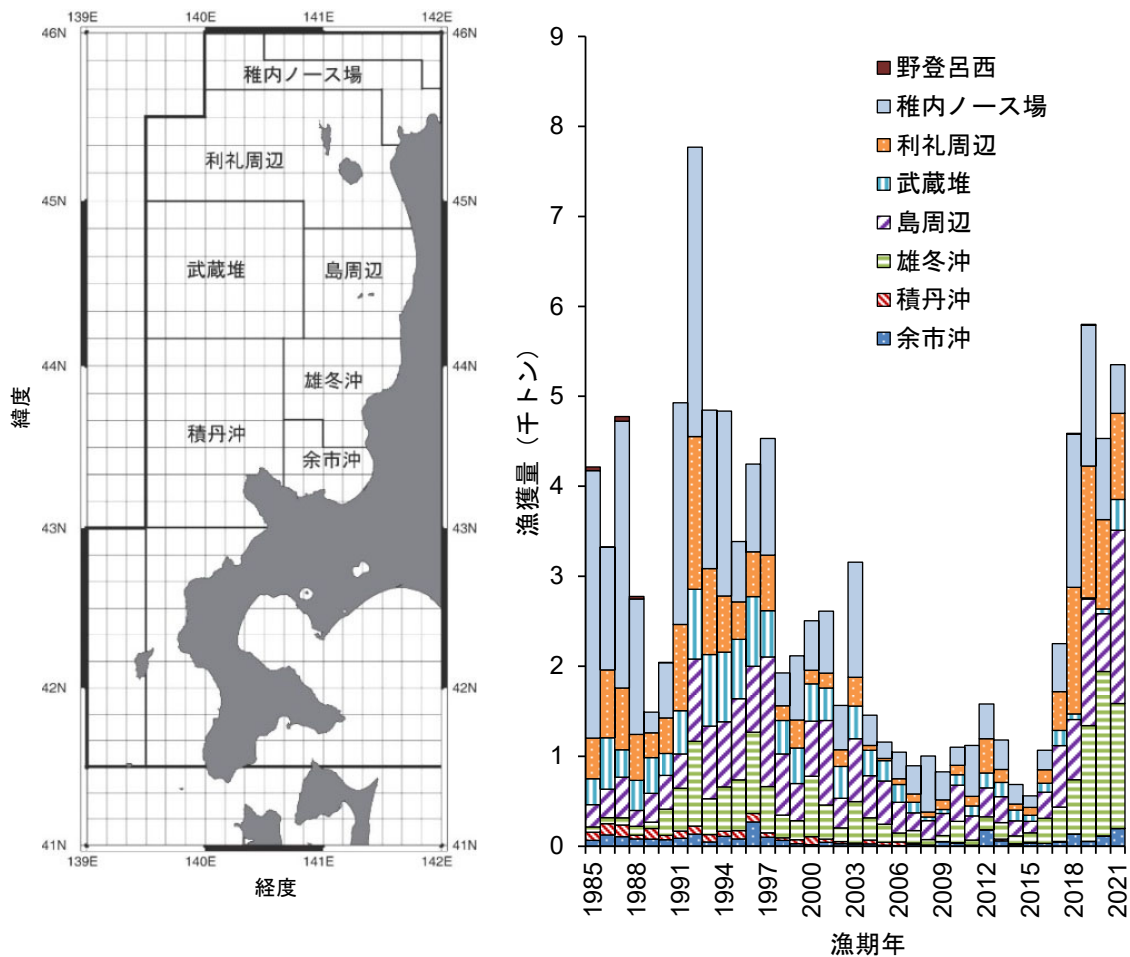 139E
140E
141E
142E
46N
46N
稚内ノース場
利礼周辺
45N
45N
武蔵堆
島周辺
44N
44N
雄冬沖
積丹沖
余市沖
43N
43N
42N
42N
41N
41N
139E
140E
141E
142E
緯度
経度
9
8
7
6
5
4
3
2
1
0
漁獲量（千トン）
野登呂西
稚内ノース場
利礼周辺
武蔵堆
島周辺
雄冬沖
積丹沖
余市沖
1985
1988
1991
1994
1997
2000
2003
2006
2009
2012
2015
2018
2021
漁期年